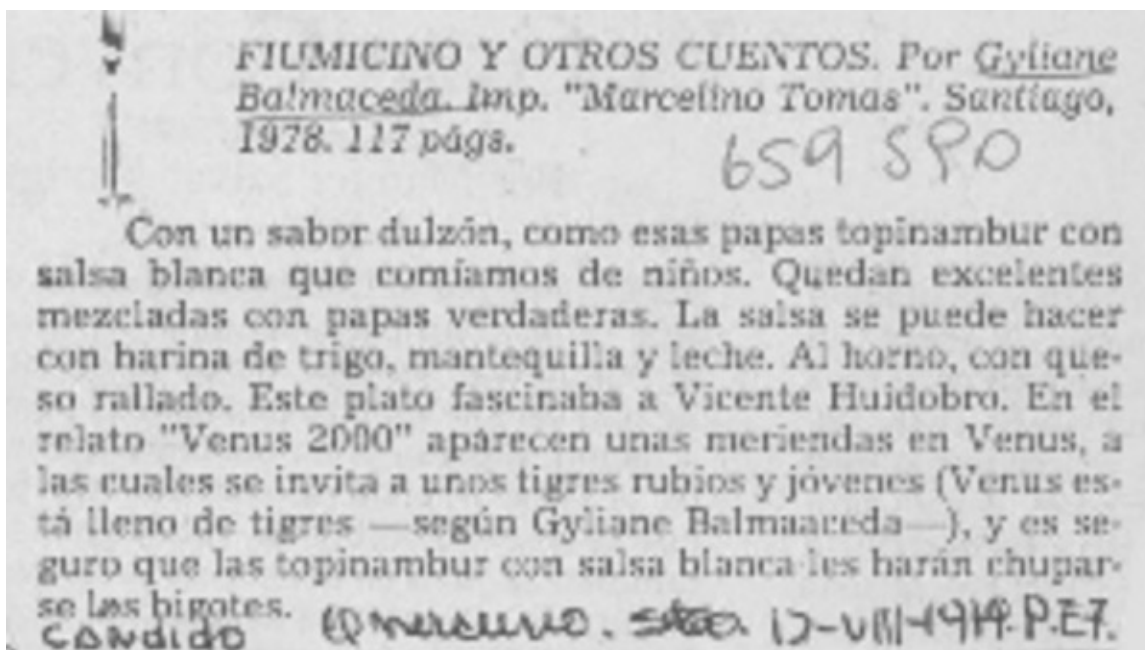 FIUMICINO Y OTROS CUENTOS. Por Gyliane
Balmaceda. Imp. "Marcelino Tomas". Santiago,
1978. 117 págs.
659 SPD
Con un sabor dulzón, como esas papas topinambur con
salsa blanca que comíamos de niños. Quedan excelentes
mezcladas con papas verdaderas. La salsa se puede hacer
con harina de trigo, mantequilla y leche. Al horno, con que-
so rallado. Este plato fascinaba a Vicente Huidobro. En el
relato "Venus 2000" aparecen unas meriendas en Venus, a
las cuales se invita a unos tigres rubios y jóvenes (Venus es-
tá lleno de tigres —según Gyliane Balmaaceda—), y es se-
guro que las topinambur con salsa blanca les harán chupar-
se los bigotes.
CANDIDO El mercurio. Stgo. P.E7.